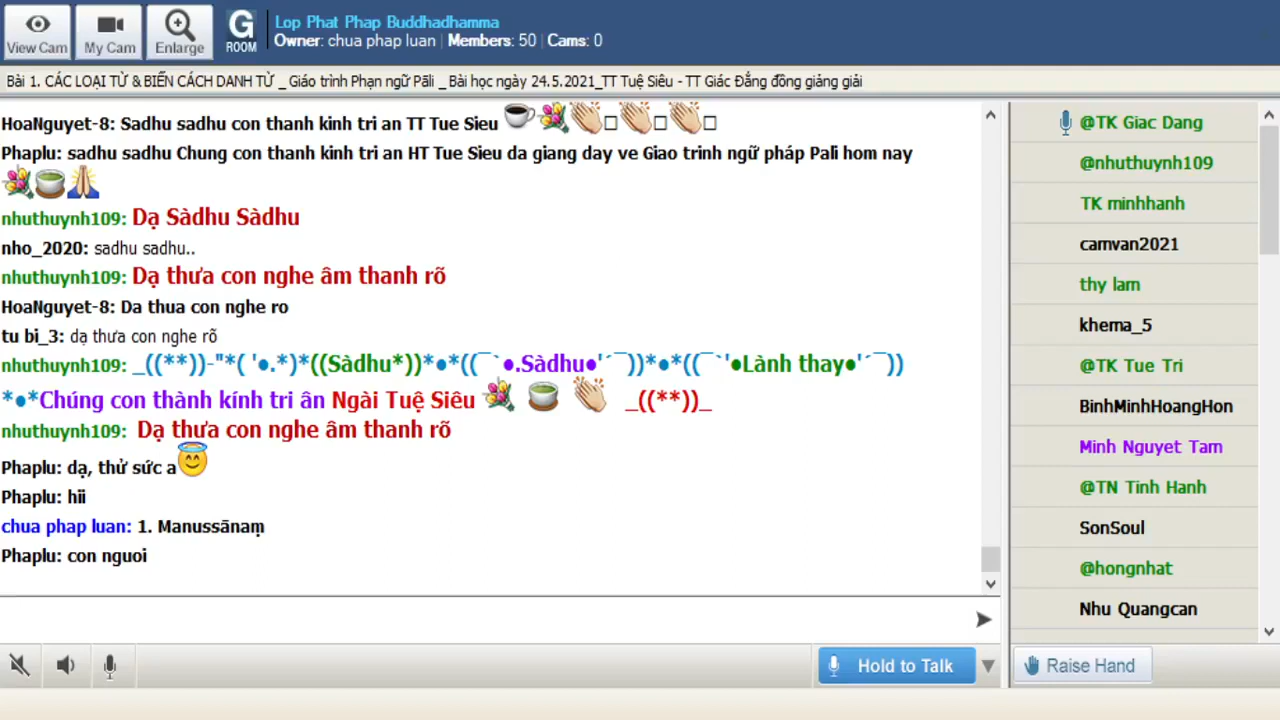 View Cam
My Cam
Enlarge
G
ROOM
Lop Phat Phap Buddhadhamma
Owner: chua phap luan | Members: 50 | Cams: 0
Bài 1. CÁC LOẠI TỪ & BIẾN CÁCH DANH TỪ _ Giáo trình Phạn ngữ Pāli _ Bài học ngày 24.5.2021_TT Tuệ Siêu - TT Giác Đẳng đồng giảng giải
HoaNguyet-8: Sadhu sadhu con thanh kinh tri an TT Tue Sieu
Phaplu: sadhu sadhu Chung con thanh kinh tri an HT Tue Sieu da giang day ve Giao trinh ngữ pháp Pali hom nay
nhuthuynh109: Dạ Sàdhu Sàdhu
nho_2020: sadhu sadhu..
nhuthuynh109: Dạ thưa con nghe âm thanh rõ
HoaNguyet-8: Da thua con nghe ro
tu bi_3: dạ thưa con nghe rõ
nhuthuynh109: _((**))-"*( '●.*)*((Sàdhu*))*●*((¯`●.Sàdhu●'´¯))*●*((¯`'●Lành thay●'´¯))
*●*Chúng con thành kính tri ân Ngài Tuệ Siêu _((**))_
nhuthuynh109: Dạ thưa con nghe âm thanh rõ
Phaplu: dạ, thử sức a
Phaplu: hii
chua phap luan: 1. Manussānaṃ
Phaplu: con nguoi
@TK Giac Dang
@nhuthuynh109
TK minhhanh
camvan2021
thy lam
khema_5
@TK Tue Tri
BinhMinhHoangHon
Minh Nguyet Tam
@TN Tinh Hanh
SonSoul
@hongnhat
Nhu Quangcan
Hold to Talk
Raise Hand